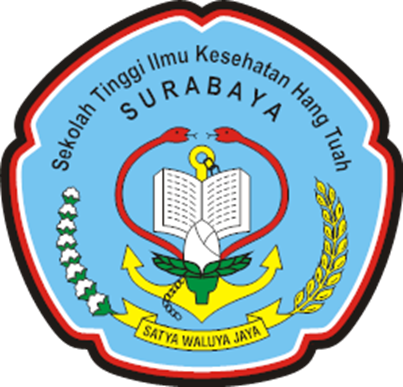 Sekolah Tinggi Ilmu Kesehatan Hang Tuah
SURABAYA
SATYA WALUYA JAYA